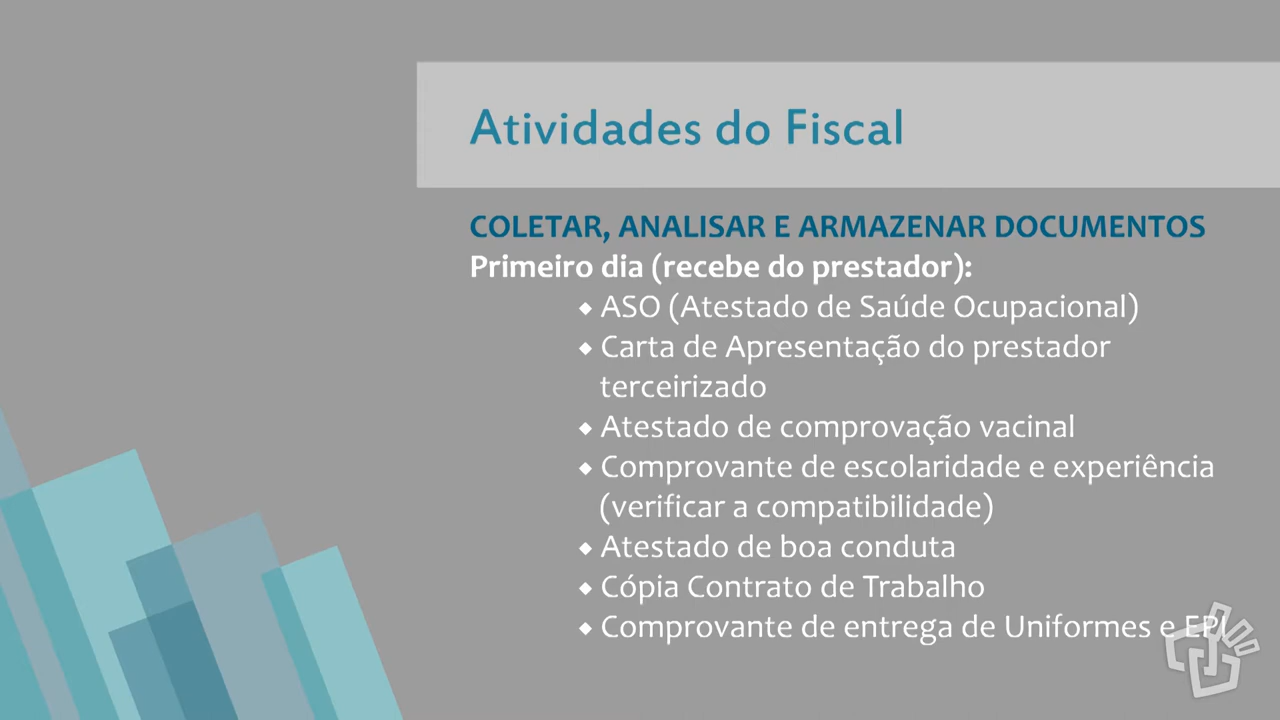 Atividades do Fiscal
COLETAR, ANALISAR E ARMAZENAR DOCUMENTOS
Primeiro dia (recebe do prestador):
◆ ASO (Atestado de Saúde Ocupacional)
◆ Carta de Apresentação do prestador
terceirizado
◆ Atestado de comprovação vacinal
◆ Comprovante de escolaridade e experiência
(verificar a compatibilidade)
◆ Atestado de boa conduta
◆ Cópia Contrato de Trabalho
◆ Comprovante de entrega de Uniformes e EPI